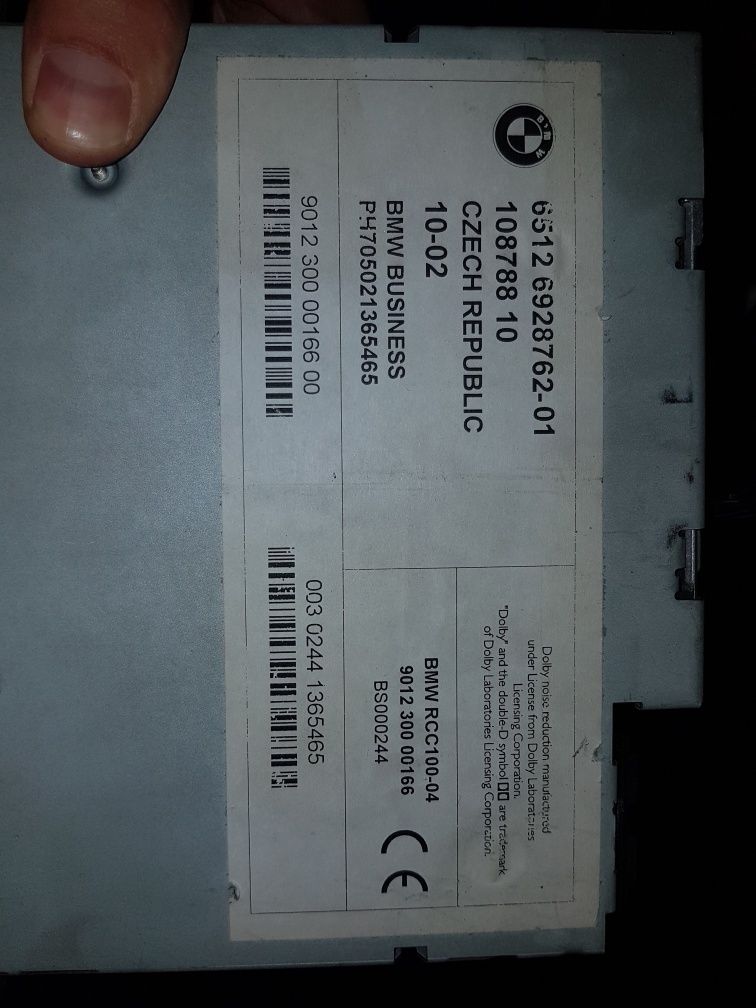 BMW
6512 6928762-01
108788 10
CZECH REPUBLIC
10-02
BMW BUSINESS
PH705021365465
9012 300 00166 00
Dolby noise reduction manufactured
under License from Dolby Laboratories
Licensing Corporation.
"Dolby" and the double-D symbol are trademark
of Dolby Laboratories Licensing Corporation.
BMW RCC100-04
9012 300 00166
BS000244
CE
003 0244 1365465